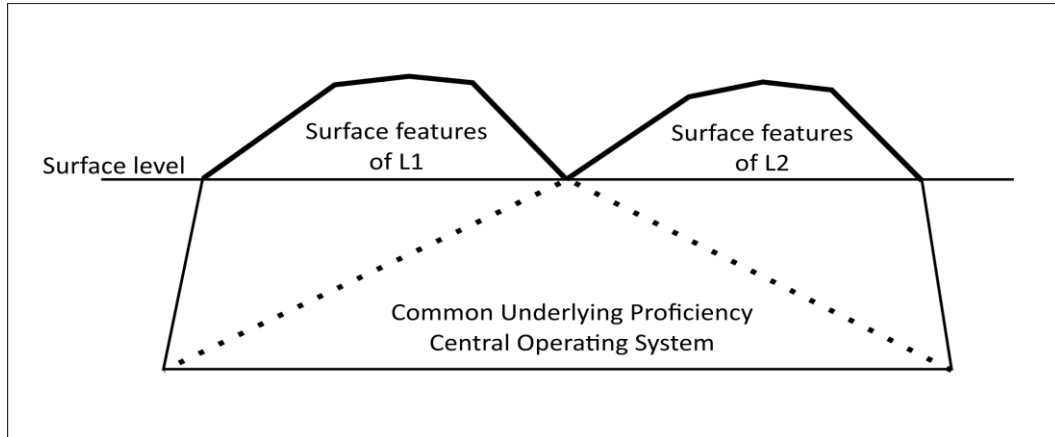 Surface features
of L1
Surface features
of L2
Surface level
Common Underlying Proficiency
Central Operating System